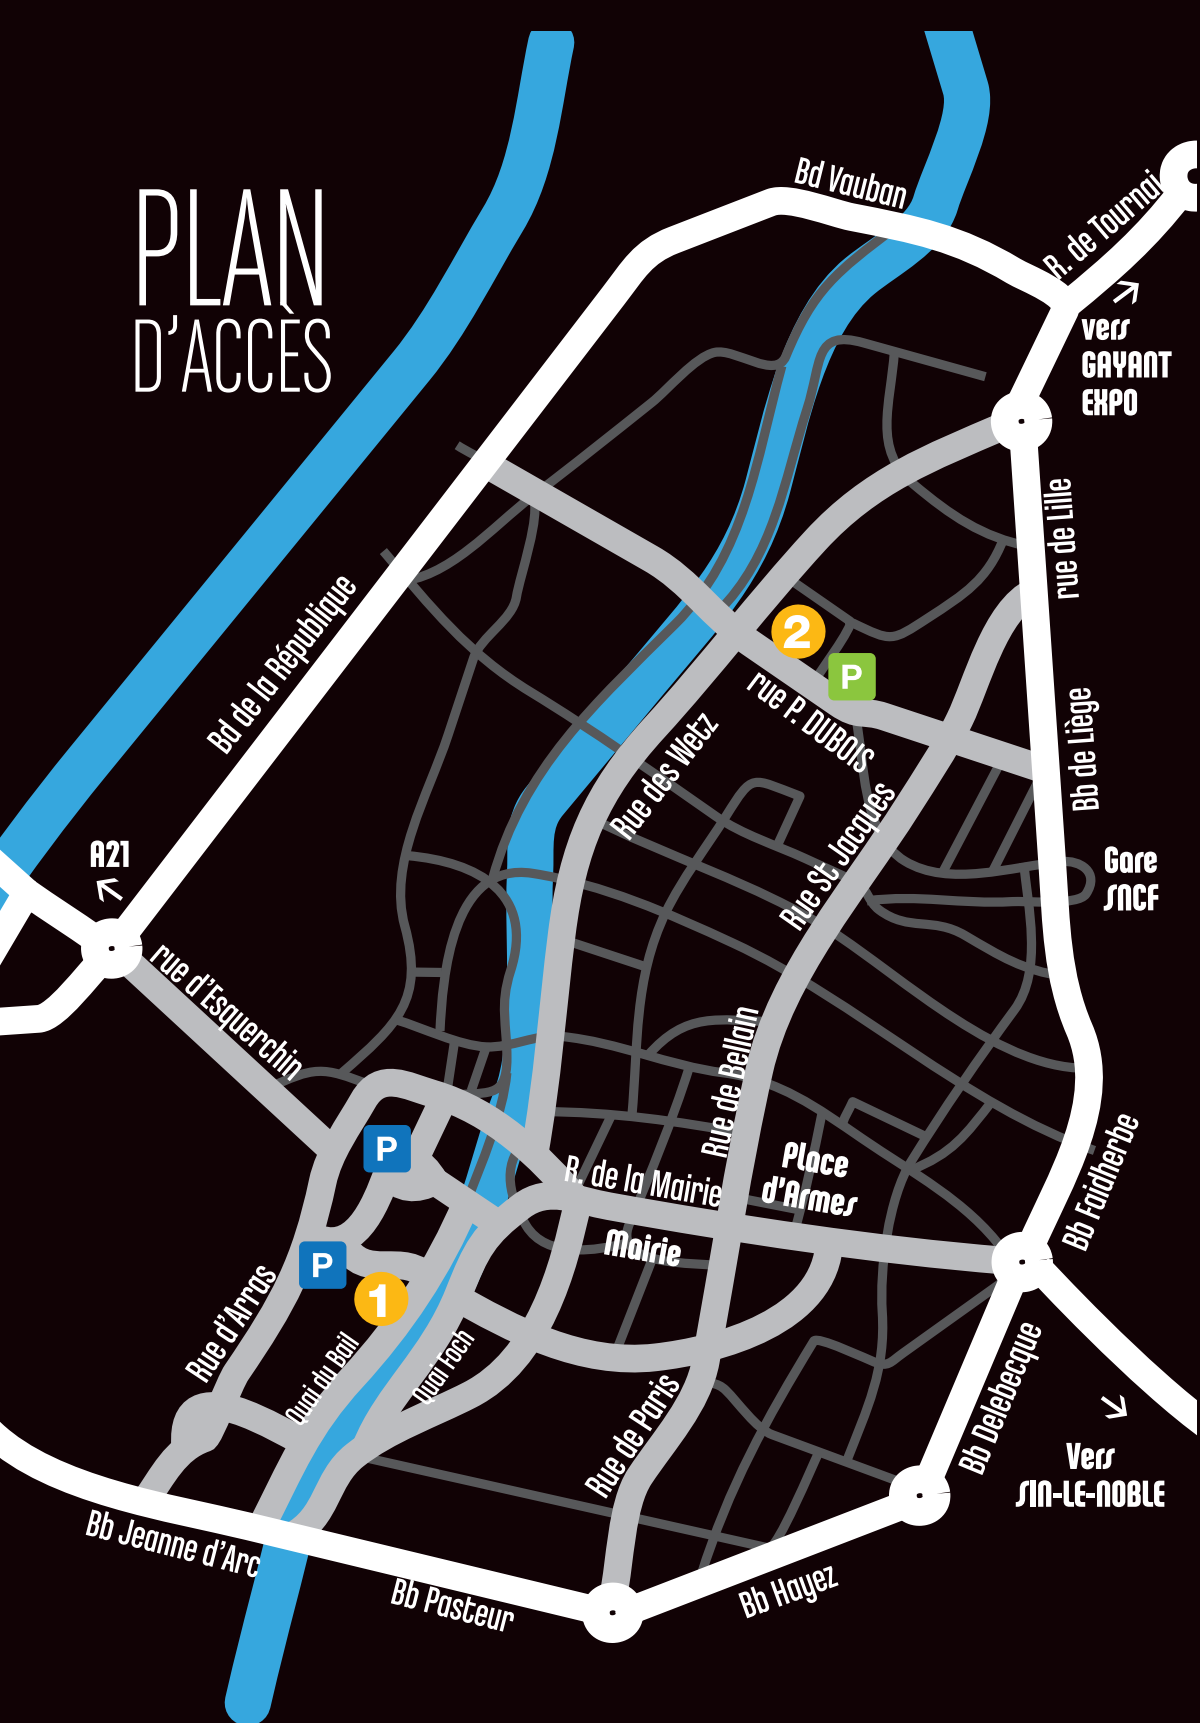 PLAN
D'ACCÈS
Bd Vauban
R. de Tournai
vers
GAYANT
EXPO
rue de Lille
Bd de la République
2
P
rue P. DUBOIS
Bb de Liège
Rue des Wetz
Rue St Jacques
A21
Gare
SNCF
rue d'Esquerchin
Rue de Bellain
P
Place
d'Armes
R. de la Mairie
Bb Faidherbe
Mairie
P
1
Rue d'Arras
Quai du Bail
Quai Foch
Rue de Paris
Bb Delebecque
Vers
SIN-LE-NOBLE
Bb Jeanne d'Arc
Bb Pasteur
Bb Hayez